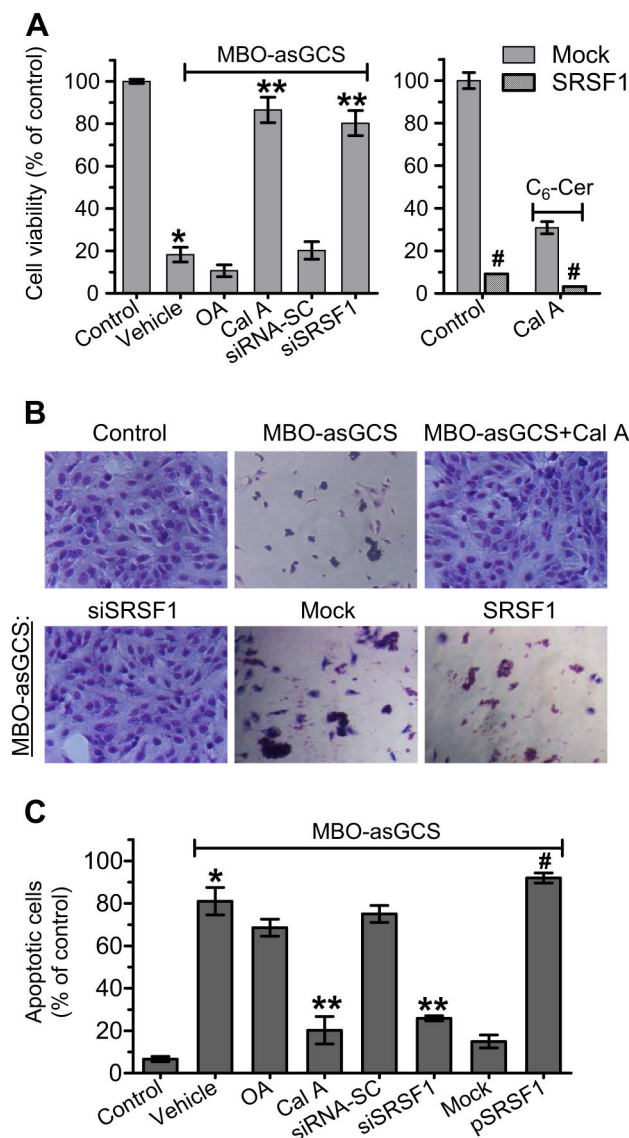 A
MBO-asGCS
Mock
SRSF1
Cell viability (% of control)
100
80
60
40
20
0
*
**
**
Control
Vehicle
OA
Cal A
siRNA-SC
siSRSF1
100
80
60
40
20
0
C6-Cer
#
#
Control
Cal A
B
Control
MBO-asGCS
MBO-asGCS+Cal A
MBO-asGCS:
siSRSF1
Mock
SRSF1
C
MBO-asGCS
Apoptotic cells
(% of control)
100
80
60
40
20
0
*
**
**
#
Control
Vehicle
OA
Cal A
siRNA-SC
siSRSF1
Mock
pSRSF1